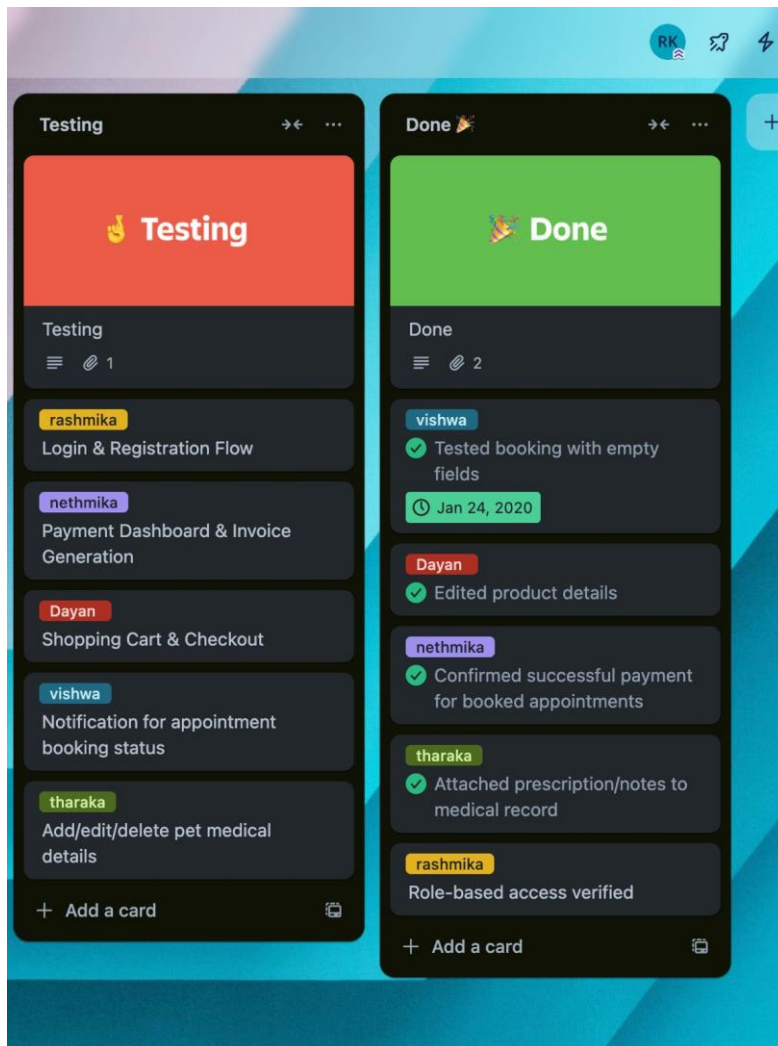 RK
Testing
🤞 Testing
Testing
1
rashmika
Login & Registration Flow
nethmika
Payment Dashboard & Invoice
Generation
Dayan
Shopping Cart & Checkout
vishwa
Notification for appointment
booking status
tharaka
Add/edit/delete pet medical
details
+ Add a card
Done 🎉
🎉 Done
Done
2
vishwa
Tested booking with empty
fields
Jan 24, 2020
Dayan
Edited product details
nethmika
Confirmed successful payment
for booked appointments
tharaka
Attached prescription/notes to
medical record
rashmika
Role-based access verified
+ Add a card